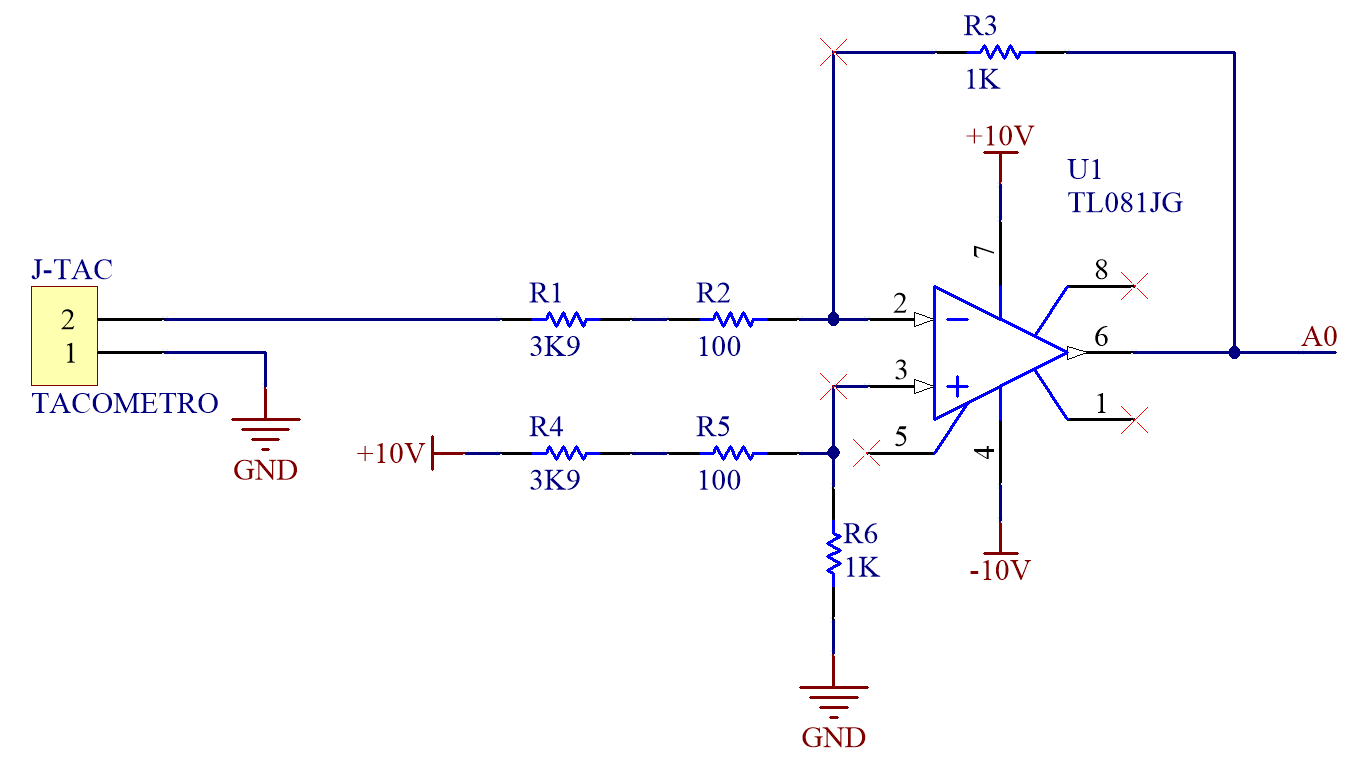 R3
1K
+10V
U1
TL081JG
7
8
J-TAC
R1
R2
2
2
3K9
100
6
A0
1
3
TACOMETRO
R4
R5
5
1
+10V
4
GND
3K9
100
R6
1K
-10V
GND